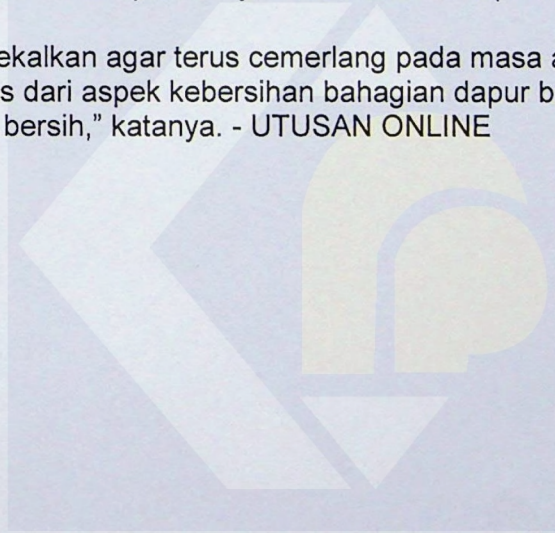 ekalkan agar terus cemerlang pada masa a
s dari aspek kebersihan bahagian dapur b
bersih,” katanya. - UTUSAN ONLINE